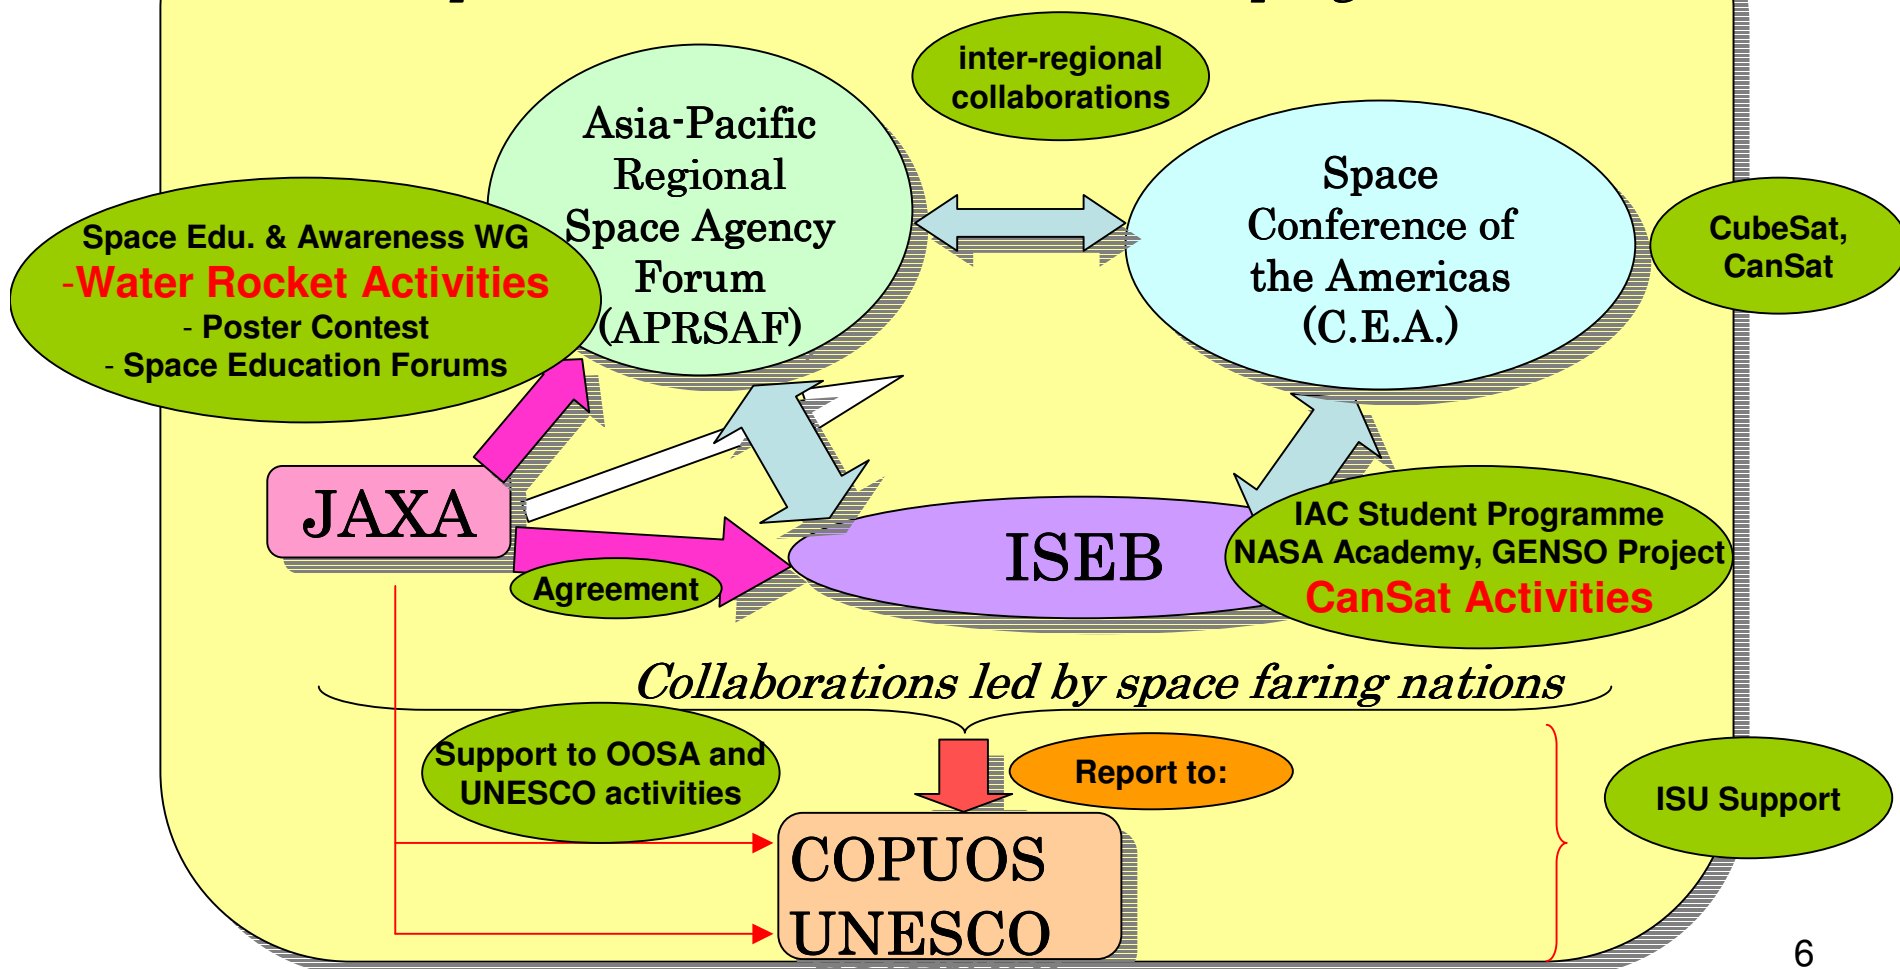 inter-regional
collaborations
Asia-Pacific
Regional
Space Agency
Forum
(APRSAF)
Space
Conference of
the Americas
(C.E.A.)
Space Edu. & Awareness WG
-Water Rocket Activities
- Poster Contest
- Space Education Forums
CubeSat,
CanSat
JAXA
Agreement
ISEB
IAC Student Programme
NASA Academy, GENSO Project
CanSat Activities
Collaborations led by space faring nations
Support to OOSA and
UNESCO activities
Report to:
ISU Support
COPUOS
UNESCO
6